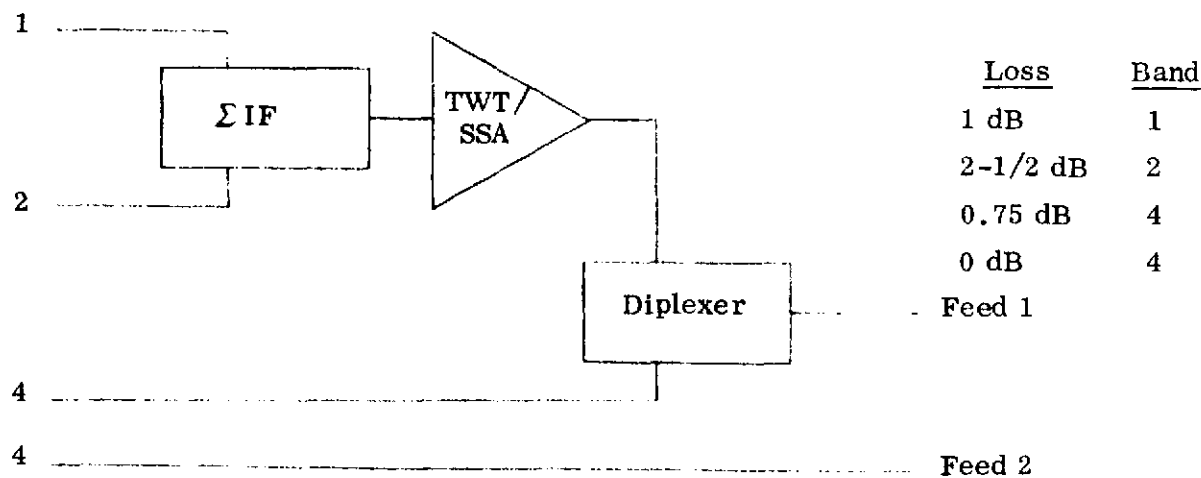 1
Σ IF
2
TWT/
SSA
Loss Band
1 dB 1
2-1/2 dB 2
0.75 dB 4
0 dB 4
Diplexer
Feed 1
4
4
Feed 2